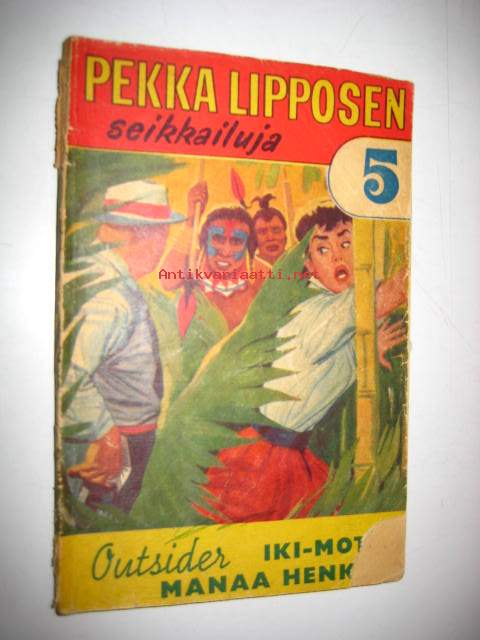 PEKKA LIPPOSEN
seikkailuja
5
Antikvariaatti.net
Outsider IKI-MOT
MANAA HENK